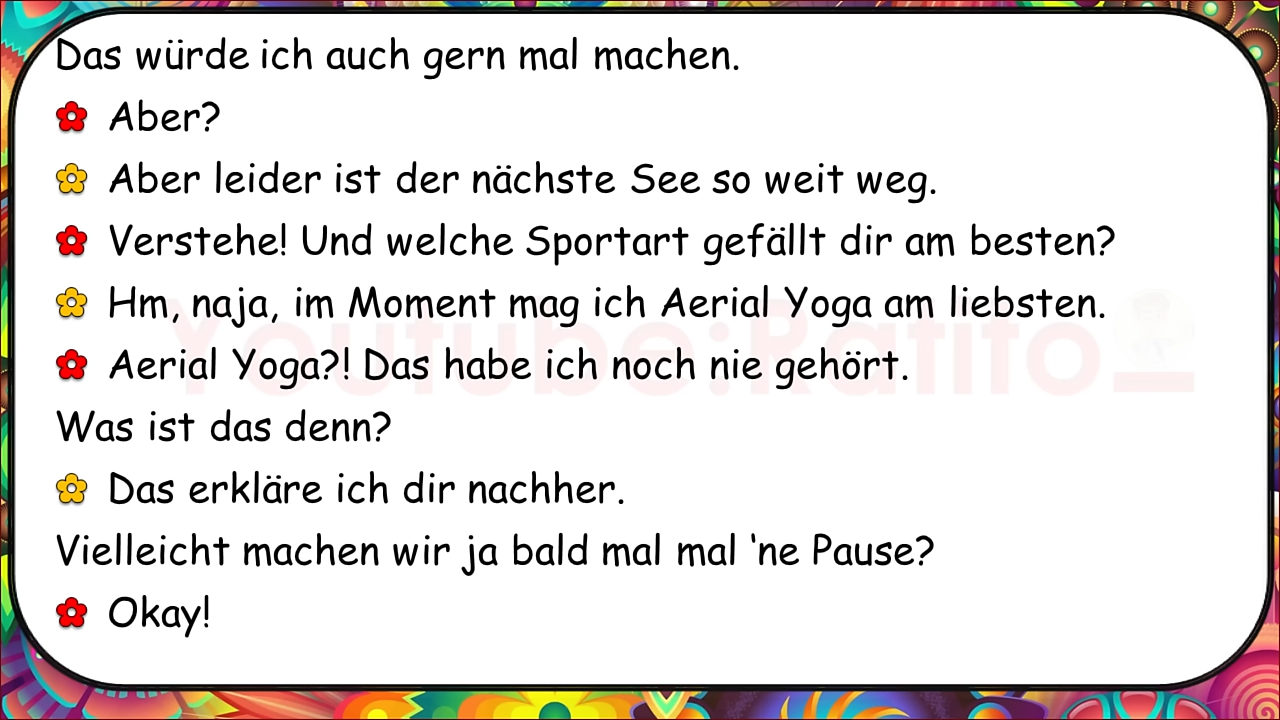 Das würde ich auch gern mal machen.
Aber?
Aber leider ist der nächste See so weit weg.
Verstehe! Und welche Sportart gefällt dir am besten?
Hm, naja, im Moment mag ich Aerial Yoga am liebsten.
Youtube:Ratito
Aerial Yoga?! Das habe ich noch nie gehört.
Was ist das denn?
Das erkläre ich dir nachher.
Vielleicht machen wir ja bald mal mal ‘ne Pause?
Okay!